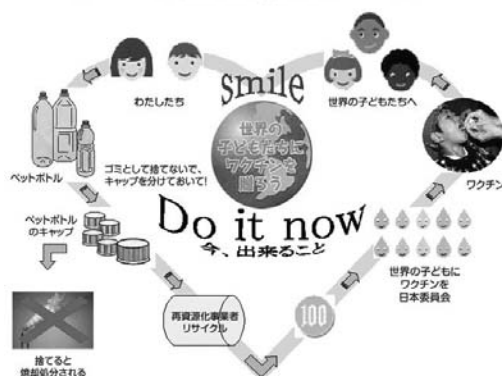 smile
わたしたち
世界の子どもたちへ
世界の
子どもたちに
ワクチンを
贈ろう
ペットボトル
ゴミとして捨てないで、
キャップを分けておいて!
ワクチン
Do it now
今、出来ること
ペットボトル
のキャップ
世界の子どもに
ワクチンを
日本委員会
再資源化事業者
リサイクル
100
捨てると
焼却処分される